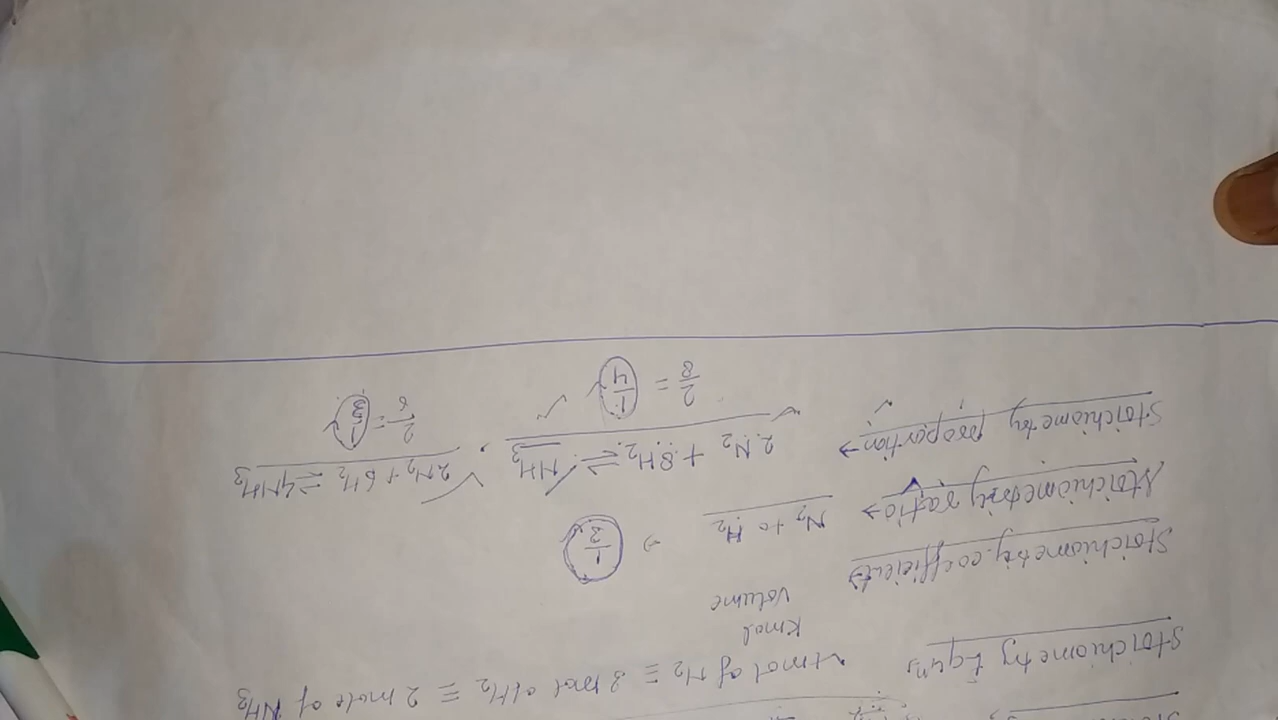 Stoichiometry Eqn's 1 mol of N2 ≡ 3 mol of H2 ≡ 2 mole of NH3
Kmol
Volume
Stoichiometry coefficient →
Stoichiometry ratio → N2 to H2 ⇒ 1/3
Stoichiometry proportion → 2N2 + 8H2 ⇌ NH3, 2N2 + 6H2 ⇌ 4NH3
2/8 = 1/4 2/6 = 1/3